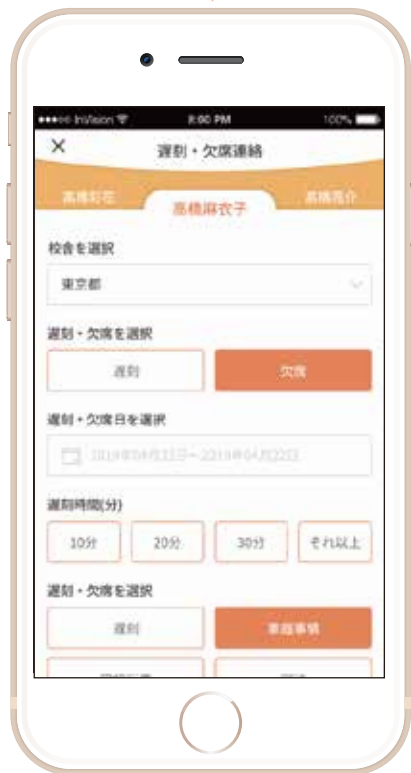 InVision 8:00 PM 100%
遅刻・欠席連絡
高橋麻衣子
校舎を選択
東京都
遅刻・欠席を選択
遅刻 欠席
遅刻・欠席日を選択
遅刻時間(分)
10分 20分 30分 それ以上
遅刻・欠席を選択
遅刻 家庭事情